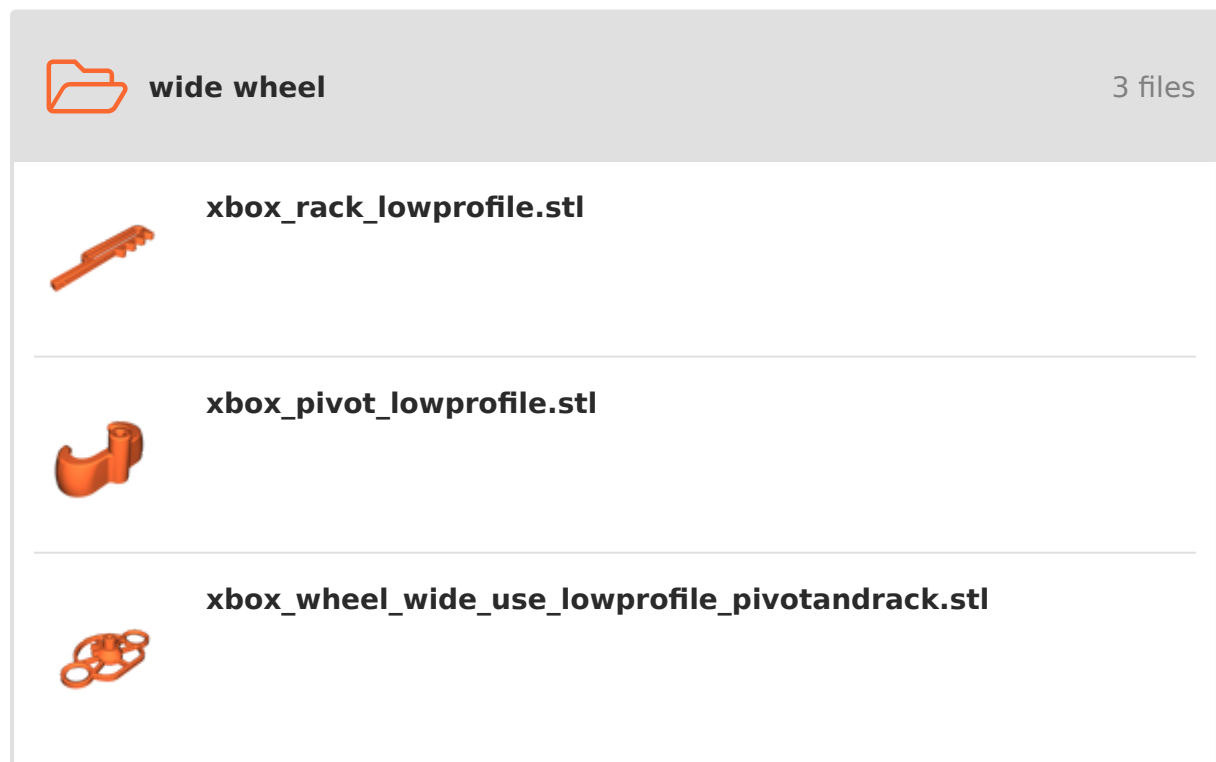 wide wheel
3 files
xbox_rack_lowprofile.stl
xbox_pivot_lowprofile.stl
xbox_wheel_wide_use_lowprofile_pivotandrack.stl